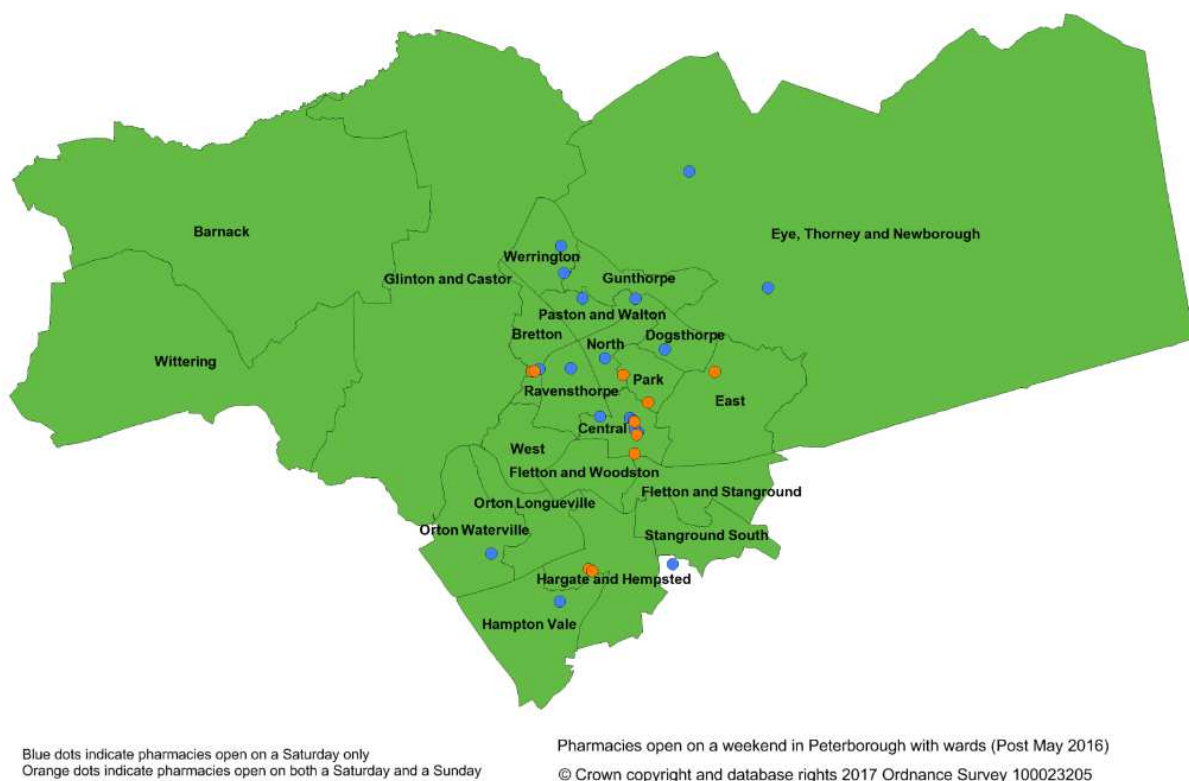 Barnack
Eye, Thorney and Newborough
Werrington
Glinton and Castor
Gunthorpe
Paston and Walton
Bretton
Dogsthorpe
North
Wittering
Park
Ravensthorpe
East
Central
West
Fletton and Woodston
Fletton and Stanground
Orton Longueville
Orton Waterville
Stanground South
Hargate and Hempsted
Hampton Vale
Blue dots indicate pharmacies open on a Saturday only
Orange dots indicate pharmacies open on both a Saturday and a Sunday
Pharmacies open on a weekend in Peterborough with wards (Post May 2016)
© Crown copyright and database rights 2017 Ordnance Survey 100023205